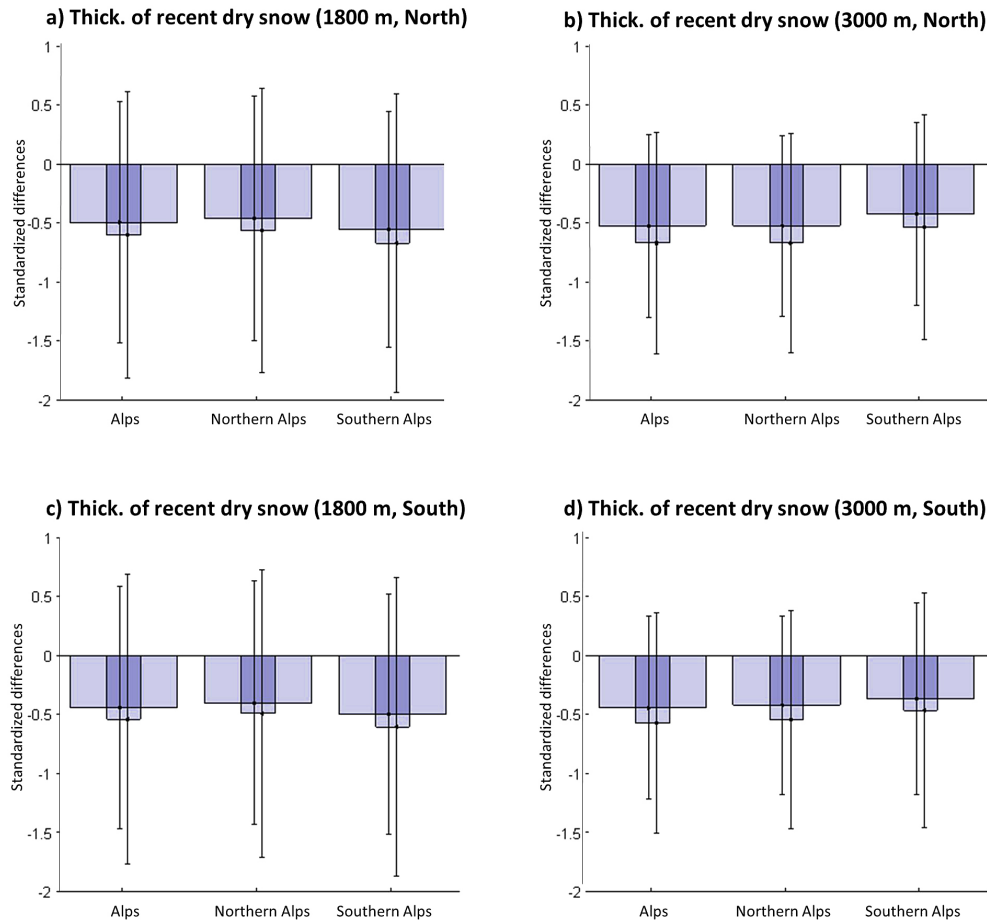 a) Thick. of recent dry snow (1800 m, North)
1
0.5
0
-0.5
-1
-1.5
-2
Standardized differences
Alps
Northern Alps
Southern Alps
b) Thick. of recent dry snow (3000 m, North)
1
0.5
0
-0.5
-1
-1.5
-2
Standardized differences
Alps
Northern Alps
Southern Alps
c) Thick. of recent dry snow (1800 m, South)
1
0.5
0
-0.5
-1
-1.5
-2
Standardized differences
Alps
Northern Alps
Southern Alps
d) Thick. of recent dry snow (3000 m, South)
1
0.5
0
-0.5
-1
-1.5
-2
Standardized differences
Alps
Northern Alps
Southern Alps